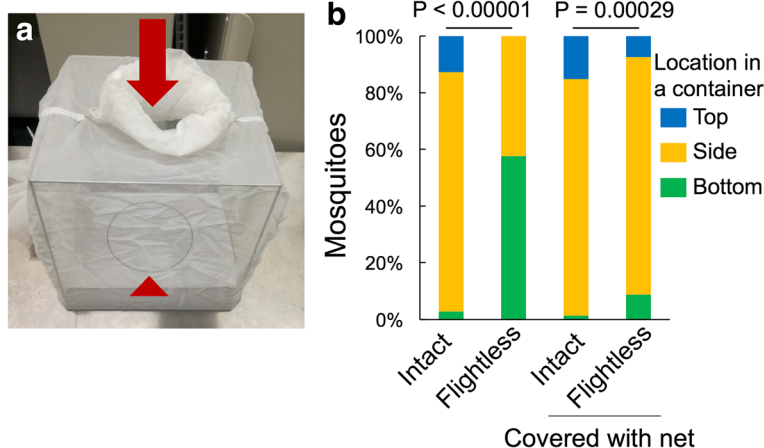 a
b
P < 0.00001
P = 0.00029
100%
80%
60%
40%
20%
0%
Mosquitoes
Location in
a container
Top
Side
Bottom
Intact
Flightless
Intact
Flightless
Covered with net